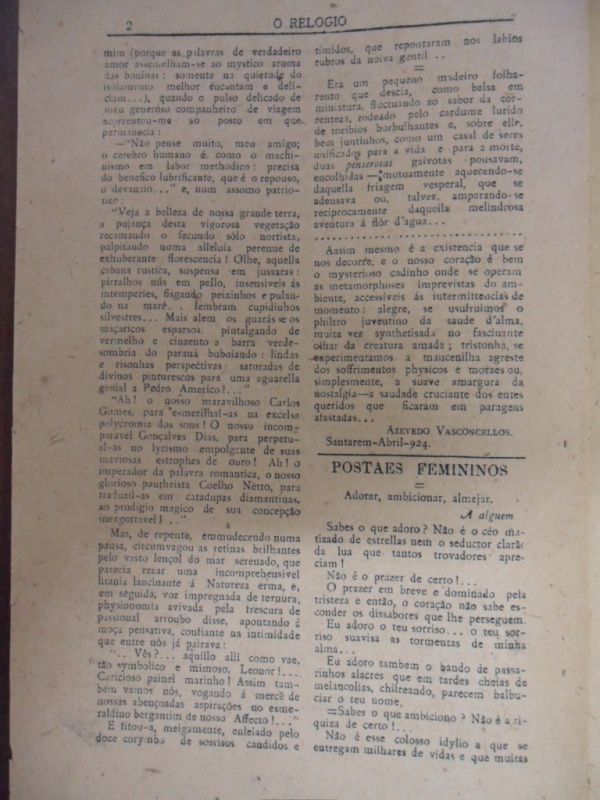 2
O RELOGIO
mim (porque as palavras de verdadeiro
amor assemelham-se ao mystico aroma
das boninas: somente na quietude do
isolamento melhor encantam e deli-
ciam...), quando o pulso delicado de
meu generoso companheiro de viagem
acorrentou-me ao posto em que
permanecia:
—"Não pense muito, meu amigo;
o cerebro humano é como o machi-
nismo em labor methodico: precisa
do benefico lubrificante, que é o repouso,
o devaneio..." e, num assomo patrio-
tico:
"Veja a belleza de nossa grande terra,
a pujança desta vigorosa vegetação
recamando o fecundo sólo nortista,
palpitando numa alleluia perenue de
exhuberante florescencia! Olhe, aquella
cabana rustica, suspensa em jussaras:
pirralhos nús em pello, insensiveis ás
intemperies, fisgando peixinhos e pulan-
do na maré... lembram cupidinhos
silvestres... Mais alem os guarás e os
maçaricos esparsos, pintalgando de
vermelho e cinzento a barra verde-
sombria do paraná buboiando: lindas
e risonhas perspectivas saturadas de
divinos pinturescos para uma aguarella
genial a Pedro Americo!..."
"Ah! o nosso maravilhoso Carlos
Gomes, para esmerilhal-as na excelsa
polycromia dos sons! O nosso incom-
paravel Gonçalves Dias, para perpetu-
al-as no lytismo empolgente de suas
maviosas estrophes de ouro! Ah! o
imperador da palavra romantica, o nosso
glorioso pautheista Coelho Netto, para
traduzil-as em catadupas diamantinas,
ao prodigio magico de sua concepção
inexgottavel!..."
Mas, de repente, emmudecendo numa
pausa, circumvagou as retinas brilhantes
pelo vasto lençol do mar serenado, que
parecia rezar uma incomprehensivel
litania lancinante á Natureza erma, e,
em seguida, voz impregnada de ternura,
physionomia avivada pela frescura de
passional arroubo disse, apontando á
moça pensativa, confiante na intimidade
que entre nós já pairava:
"... Vês?... aquillo alli como vae,
tão symbolico e mimoso, Leonor!...
Caricioso painel marinho! Assim tam-
bem vamos nós, vogando á mercê de
nossas abençoadas aspirações no esme-
raldino bergantim de nosso Affecto!..."
E fitou-a, meigamente, enleiado pelo
doce corymbo de sorrisos candidos e
timidos, que repontaram nos labios
rubros da noiva gentil...
=
Era um pequeno madeiro folha-
rento que descia, como balsa em
miniatura, fluctuando ao sabor da cor-
renteza, rodeado pelo cardume lurido
de toribios barbulhantes e, sobre elle,
bem juntinhos, como um casal de seres
unificados para a vida e para a morte,
duas penserosas gaivotas pousavam,
encolhidas—mutuamente aquecendo-se
daquella friagem vesperal, que se
adensava ou, talvez, amparando-se
reciprocamente daquella melindrosa
aventura á flôr d'agua...
Assim mesmo é a existencia que se
nos decorre, e o nosso coração é bem
o mysterioso cadinho onde se operam
as metamorphoses imprevistas do am-
biente, accessiveis ás intermittencias de
momento: alegre, se usufruimos o
philtro juventino da saude d'alma,
muita vez synthetisada no fascinante
olhar da creatura amada; tristonha, se
experimentamos a mancenilha agreste
dos soffrimentos physicos e moraes ou,
simplesmente, a suave amargura da
nostalgia—a saudade cruciante dos entes
queridos que ficaram em paragens
afastadas...
AZEVEDO VASCONCELLOS.
Santarem-Abril-924.
POSTAES FEMININOS
=
Adorar, ambicionar, almejar.
A alguem
Sabes o que adoro? Não é o céo ma-
tizado de estrellas nem o seductor clarão
da lua que tantos trovadores apre-
ciam!
Não é o prazer de certo!...
O prazer em breve e dominado pela
tristeza e então, o coração não sabe es-
conder os dissabores que lhe perseguem.
Eu adoro o teu sorriso... o teu sor-
riso suavisa as tormentas de minha
alma...
Eu adoro tambem o bando de passa-
rinhos alacres que em tardes cheias de
melancolias, chilreando, parecem balbu-
ciar o teu nome,
=Sabes o que ambiciono? Não é a ri-
quiza de certo!...
Não é esse colosso idylio a que se
entregam milhares de vidas e que muitas